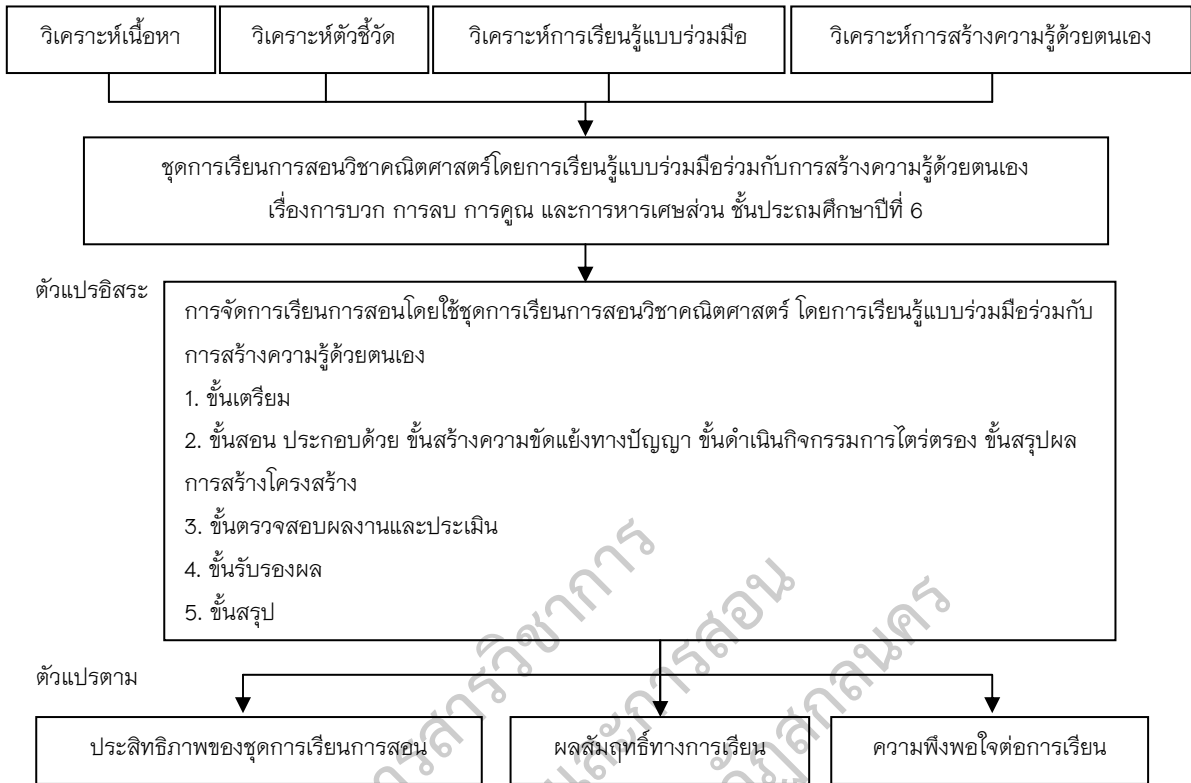 วิเคราะห์เนื้อหา วิเคราะห์ตัวชี้วัด วิเคราะห์การเรียนรู้แบบร่วมมือ วิเคราะห์การสร้างความรู้ด้วยตนเอง
ชุดการเรียนการสอนวิชาคณิตศาสตร์โดยการเรียนรู้แบบร่วมมือร่วมกับการสร้างความรู้ด้วยตนเอง
เรื่องการบวก การลบ การคูณ และการหารเศษส่วน ชั้นประถมศึกษาปีที่ 6
ตัวแปรอิสระ
การจัดการเรียนการสอนโดยใช้ชุดการเรียนการสอนวิชาคณิตศาสตร์ โดยการเรียนรู้แบบร่วมมือร่วมกับ
การสร้างความรู้ด้วยตนเอง
1. ขั้นเตรียม
2. ขั้นสอน ประกอบด้วย ขั้นสร้างความขัดแย้งทางปัญญา ขั้นดำเนินกิจกรรมการไตร่ตรอง ขั้นสรุปผล
การสร้างโครงสร้าง
3. ขั้นตรวจสอบผลงานและประเมิน
4. ขั้นรับรองผล
5. ขั้นสรุป
ตัวแปรตาม
ประสิทธิภาพของชุดการเรียนการสอน ผลสัมฤทธิ์ทางการเรียน ความพึงพอใจต่อการเรียน